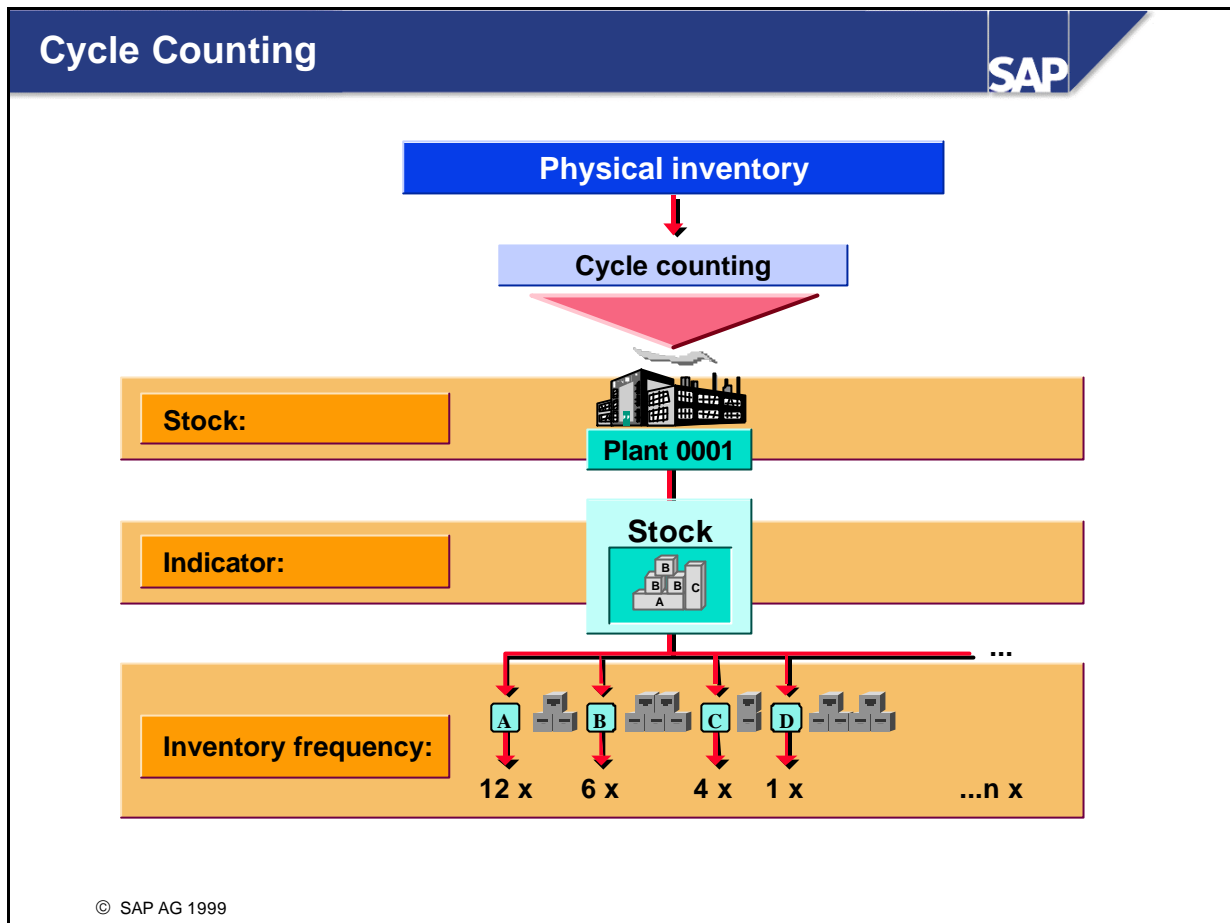 Cycle Counting
SAP
Physical inventory
Cycle counting
Stock:
Plant 0001
Stock
Indicator:
B
B B C
A
...
A B C D
Inventory frequency:
12 x 6 x 4 x 1 x ...n x
© SAP AG 1999